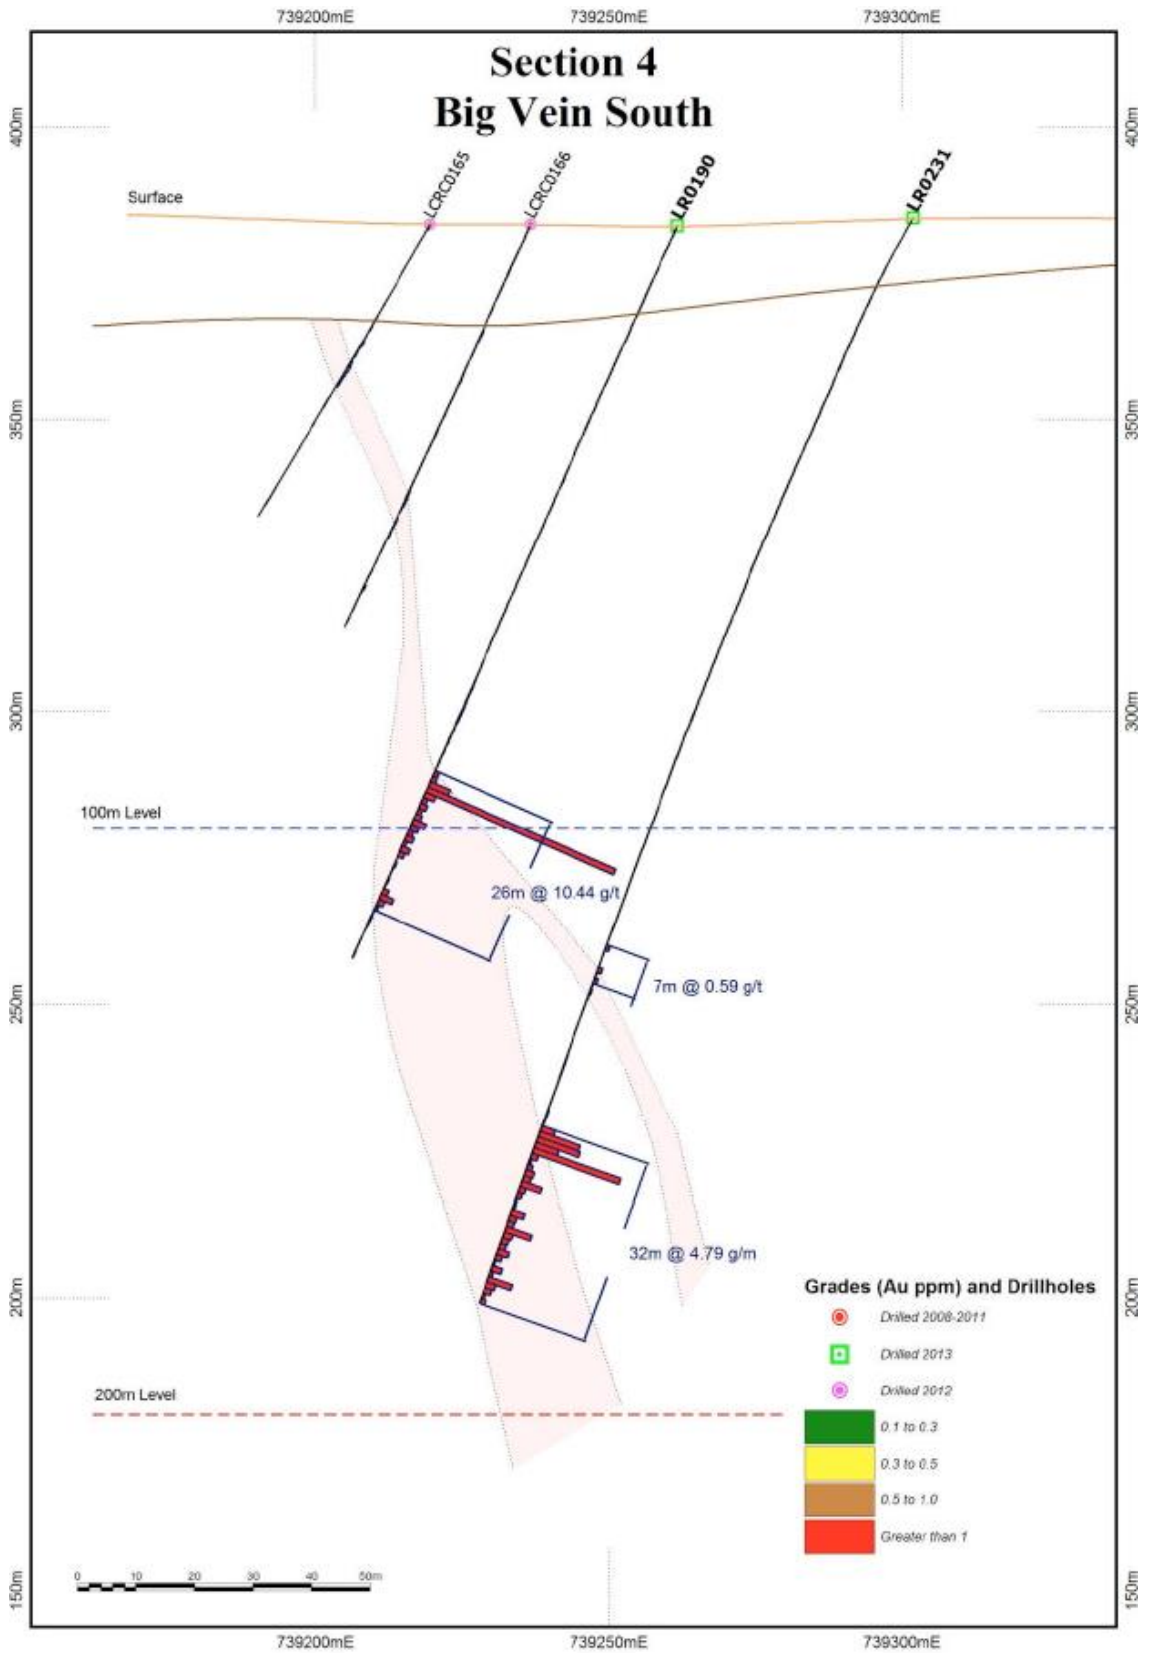 739200mE 739250mE 739300mE
Section 4
Big Vein South
400m 400m
LCRC0165 LCRC0166 LR0190 LR0231
Surface
350m 350m
300m 300m
100m Level
26m @ 10.44 g/t
7m @ 0.59 g/t
250m 250m
32m @ 4.79 g/m
Grades (Au ppm) and Drillholes
200m 200m
Drilled 2008-2011
Drilled 2013
200m Level
Drilled 2012
0.1 to 0.3
0.3 to 0.5
0.5 to 1.0
Greater than 1
0 10 20 30 40 50m
150m 150m
739200mE 739250mE 739300mE